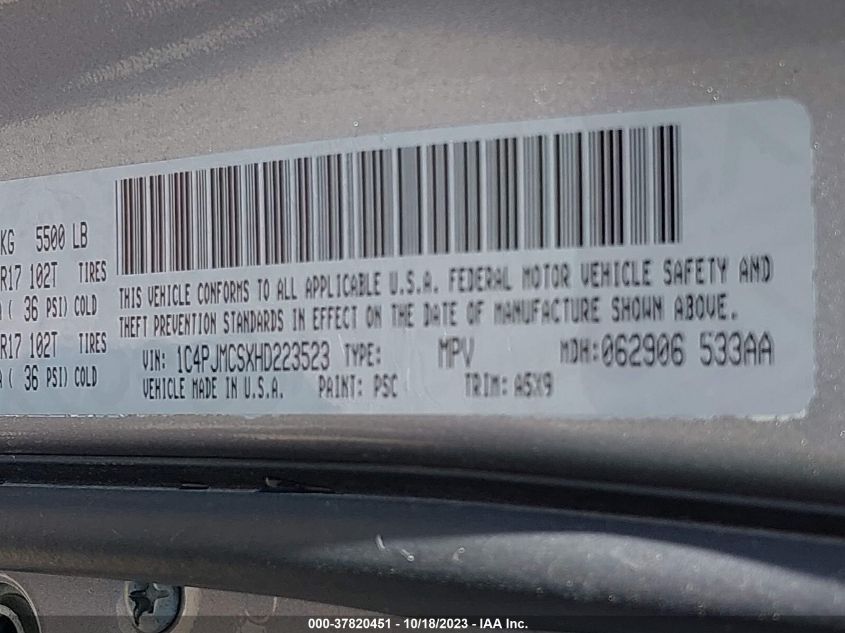 KG 5500 LB
R17 102T TIRES
( 36 PSI) COLD
R17 102T TIRES
( 36 PSI) COLD
THIS VEHICLE CONFORMS TO ALL APPLICABLE U.S.A. FEDERAL MOTOR VEHICLE SAFETY AND
THEFT PREVENTION STANDARDS IN EFFECT ON THE DATE OF MANUFACTURE SHOWN ABOVE.
VIN: 1C4PJMCSXHD223523 TYPE: MPV MDH:062906 533AA
VEHICLE MADE IN U.S.A. PAINT: PSC TRIM: A5X9
000-37820451 - 10/18/2023 - IAA Inc.